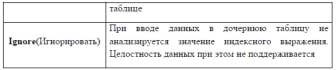 таблице
При вводе данных в дочернюю таблицу не
Ignore(Игнорировать) анализируется значение индексного выражения.
Целостность данных при этом не поддерживается